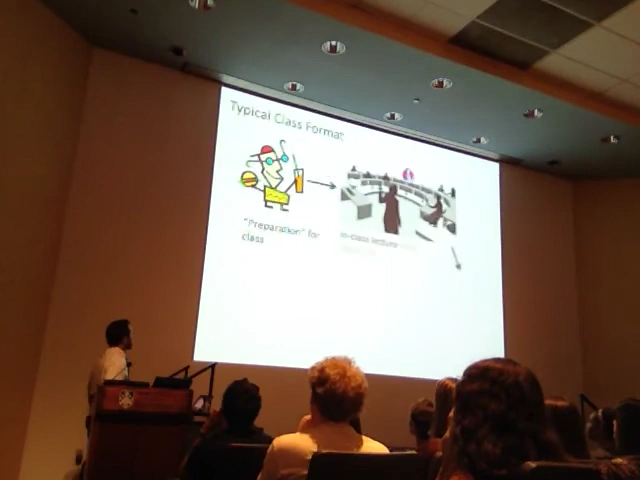 Typical Class Format
"Preparation" for
class
in-class lecture